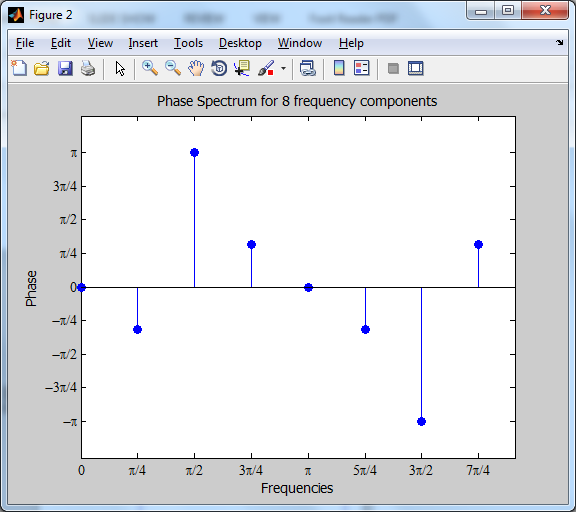 Figure 2
File Edit View Insert Tools Desktop Window Help
Phase Spectrum for 8 frequency components
π
3π/4
π/2
π/4
0
−π/4
−π/2
−3π/4
−π
Phase
0 π/4 π/2 3π/4 π 5π/4 3π/2 7π/4
Frequencies